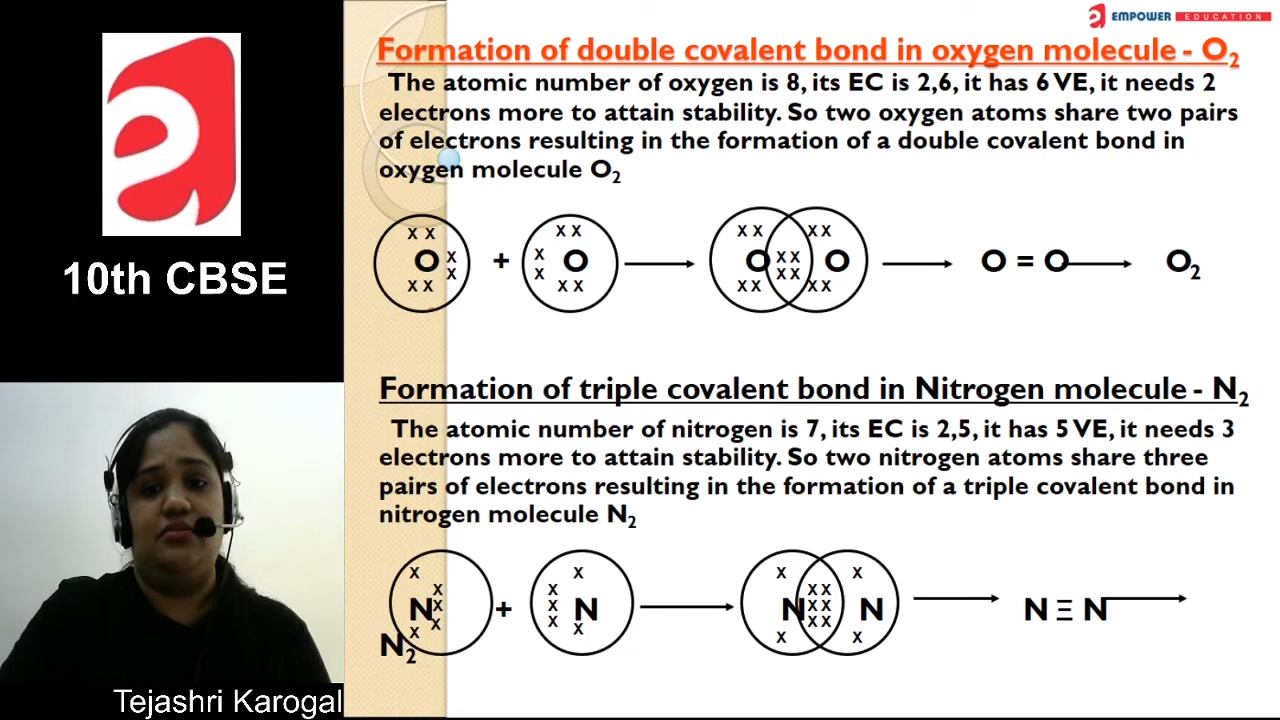 EMPOWER EDUCATION
10th CBSE
Tejashri Karogal
Formation of double covalent bond in oxygen molecule - O₂
The atomic number of oxygen is 8, its EC is 2,6, it has 6 VE, it needs 2
electrons more to attain stability. So two oxygen atoms share two pairs
of electrons resulting in the formation of a double covalent bond in
oxygen molecule O₂
x x x x x x x x
O x + x O O x x O → O = O → O₂
x x x x x
x x x x x x x x
Formation of triple covalent bond in Nitrogen molecule - N₂
The atomic number of nitrogen is 7, its EC is 2,5, it has 5 VE, it needs 3
electrons more to attain stability. So two nitrogen atoms share three
pairs of electrons resulting in the formation of a triple covalent bond in
nitrogen molecule N₂
x x x x
x x x x
N x + x N → N x x N → N ≡ N →
x x x x
x x x x
N₂